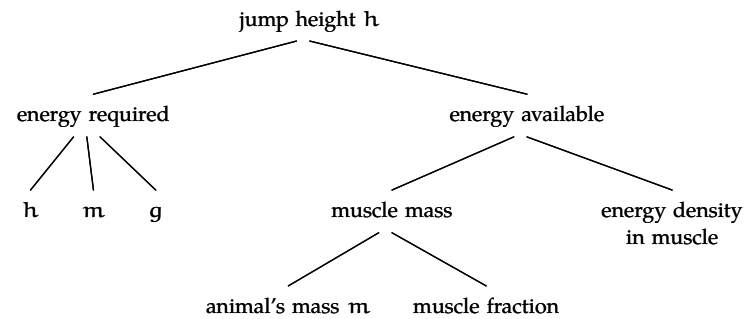 jump height h
energy required
energy available
h m g
muscle mass
energy density
in muscle
animal's mass m
muscle fraction